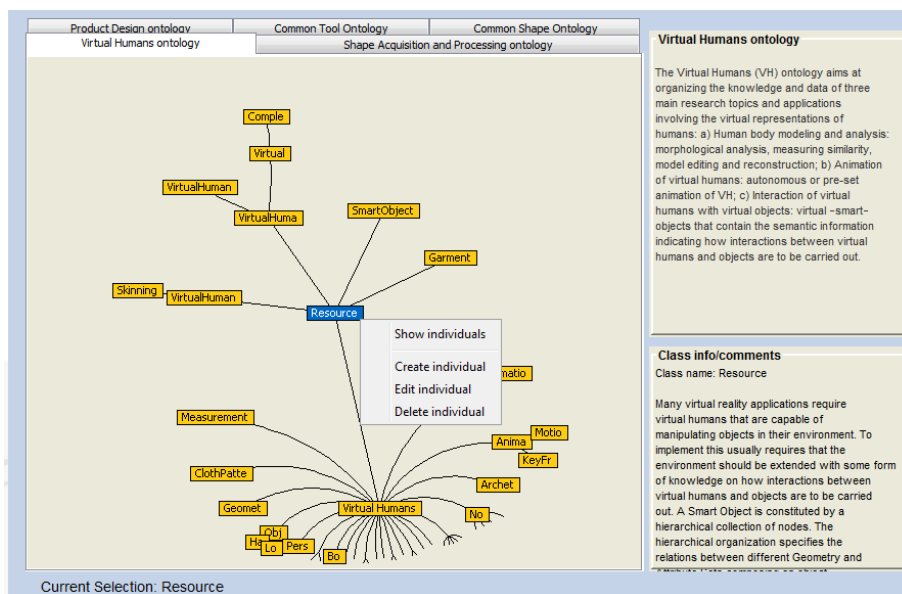 Product Design ontology
Common Tool Ontology
Common Shape Ontology
Virtual Humans ontology
Shape Acquisition and Processing ontology
Comple
Virtual
VirtualHuman
VirtualHuma
SmartObject
Garment
Skinning
VirtualHuman
Resource
Show individuals
Create individual
Edit individual
Delete individual
matio
Measurement
Motio
Anima
KeyFr
ClothPatte
Archet
Geomet
Virtual Humans
No
Obj
Ha
Lo
Pers
Bo
Current Selection: Resource
Virtual Humans ontology
The Virtual Humans (VH) ontology aims at
organizing the knowledge and data of three
main research topics and applications
involving the virtual representations of
humans: a) Human body modeling and analysis:
morphological analysis, measuring similarity,
model editing and reconstruction; b) Animation
of virtual humans: autonomous or pre-set
animation of VH; c) Interaction of virtual
humans with virtual objects: virtual -smart-
objects that contain the semantic information
indicating how interactions between virtual
humans and objects are to be carried out.
Class info/comments
Class name: Resource
Many virtual reality applications require
virtual humans that are capable of
manipulating objects in their environment. To
implement this usually requires that the
environment should be extended with some form
of knowledge on how interactions between
virtual humans and objects are to be carried
out. A Smart Object is constituted by a
hierarchical collection of nodes. The
hierarchical organization specifies the
relations between different Geometry and